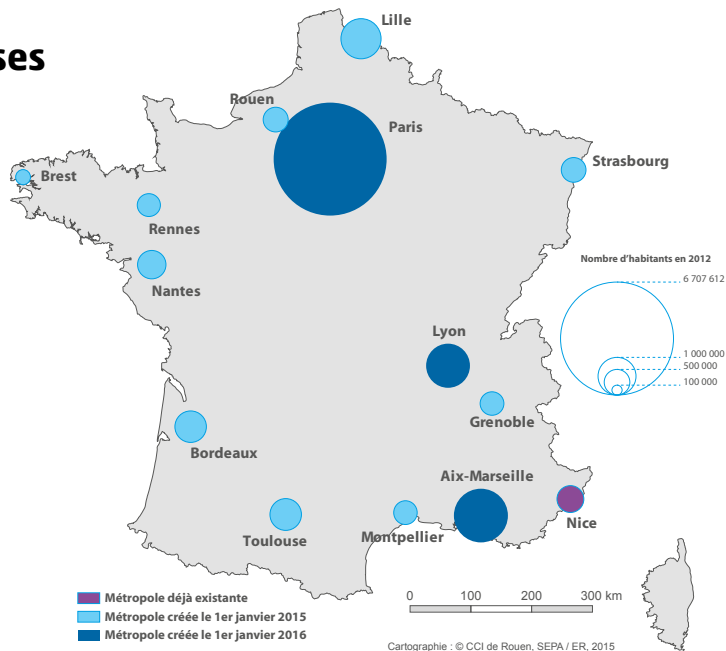 ses
Lille
Rouen
Paris
Strasbourg
Brest
Rennes
Nantes
Nombre d'habitants en 2012
6 707 612
1 000 000
500 000
100 000
Lyon
Grenoble
Bordeaux
Aix-Marseille
Nice
Toulouse
Montpellier
Métropole déjà existante
Métropole créée le 1er janvier 2015
Métropole créée le 1er janvier 2016
0 100 200 300 km
Cartographie : © CCI de Rouen, SEPA / ER, 2015